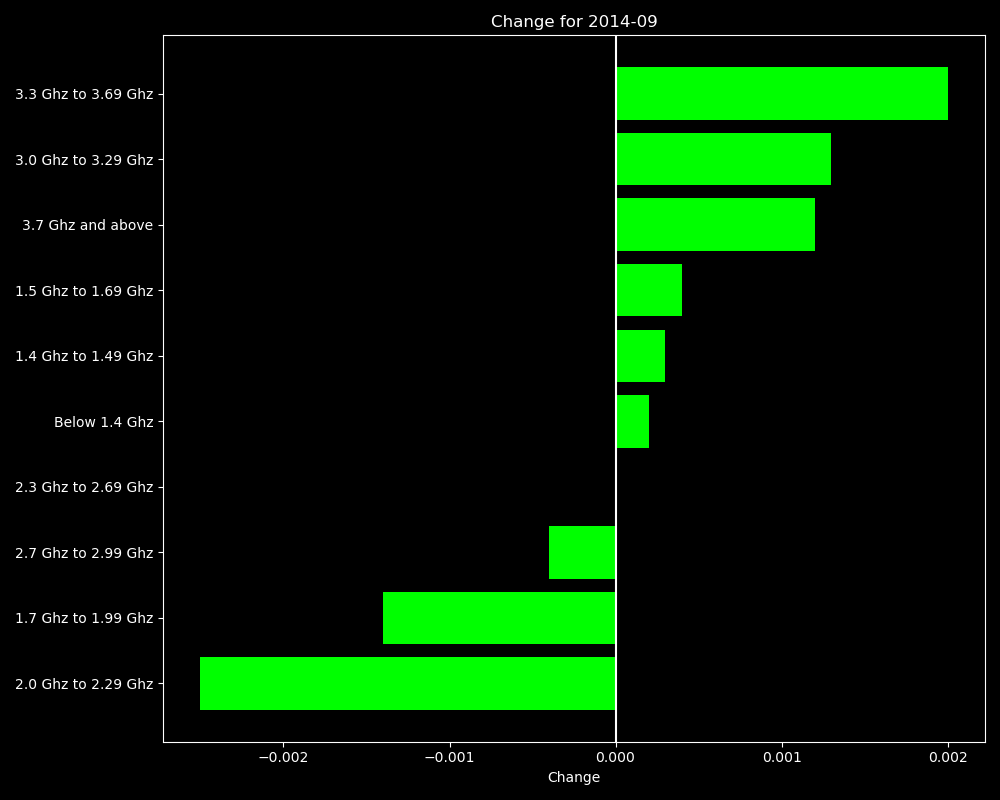 Change for 2014-09
3.3 Ghz to 3.69 Ghz
3.0 Ghz to 3.29 Ghz
3.7 Ghz and above
1.5 Ghz to 1.69 Ghz
1.4 Ghz to 1.49 Ghz
Below 1.4 Ghz
2.3 Ghz to 2.69 Ghz
2.7 Ghz to 2.99 Ghz
1.7 Ghz to 1.99 Ghz
2.0 Ghz to 2.29 Ghz
−0.002 −0.001 0.000 0.001 0.002
Change